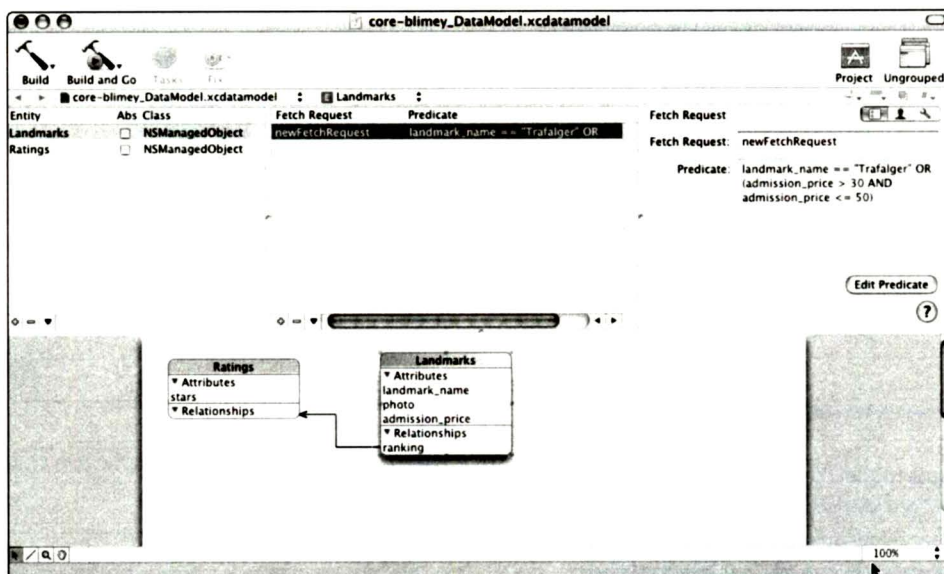 core-blimey_DataModel.xcdatamodel
Build
Build and Go
Tasks
Fix
Project
Ungrouped
core-blimey_DataModel.xcdatamodel
Landmarks
Entity
Abs
Class
Landmarks
NSManagedObject
Ratings
NSManagedObject
Fetch Request
Predicate
newFetchRequest
landmark_name == "Trafalger" OR
Fetch Request
Fetch Request: newFetchRequest
Predicate: landmark_name == "Trafalger" OR
(admission_price > 30 AND
admission_price <= 50)
Edit Predicate
?
Ratings
Attributes
stars
Relationships
Landmarks
Attributes
landmark_name
photo
admission_price
Relationships
ranking
100%